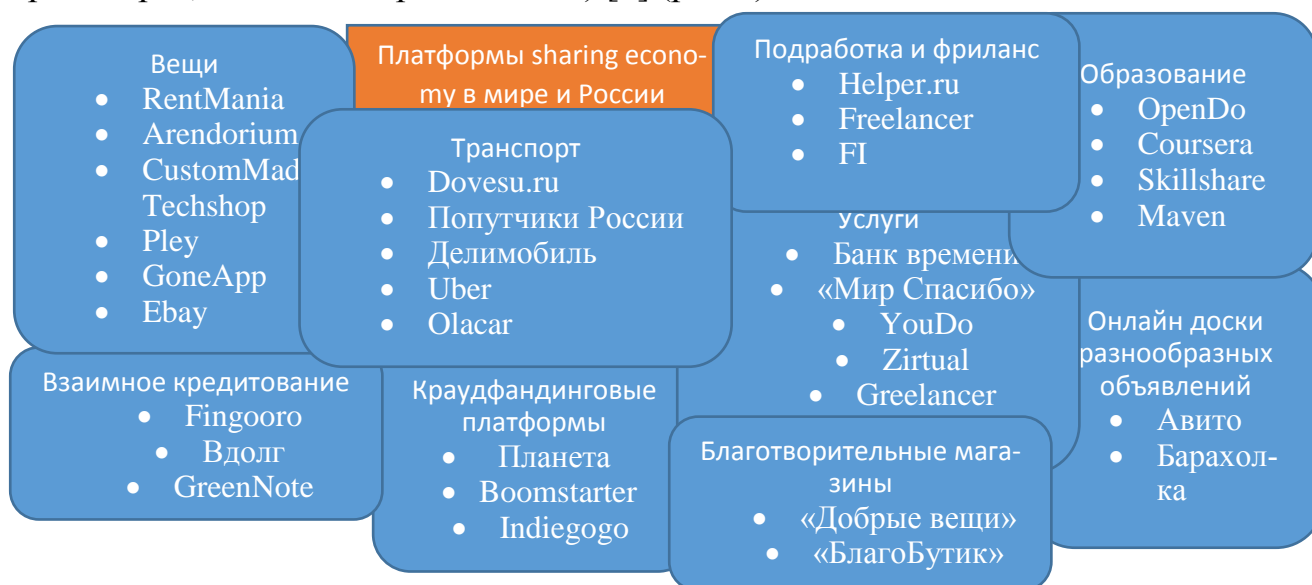 Вещи
• RentMania
• Arendorium
• CustomMad
Techshop
• Pley
• GoneApp
• Ebay
Платформы sharing econo-
my в мире и России
Транспорт
• Dovesu.ru
• Попутчики России
• Делимобиль
• Uber
• Olacar
Подработка и фриланс
• Helper.ru
• Freelancer
• FI
Образование
• OpenDo
• Coursera
• Skillshare
• Maven
Услуги
• Банк времени
• «Мир Спасибо»
• YouDo
• Zirtual
• Greelancer
Онлайн доски
разнообразных
объявлений
• Авито
• Барахол-
ка
Взаимное кредитование
• Fingooro
• Вдолг
• GreenNote
Краудфандинговые
платформы
• Планета
• Boomstarter
• Indiegogo
Благотворительные мага-
зины
• «Добрые вещи»
• «БлагоБутик»